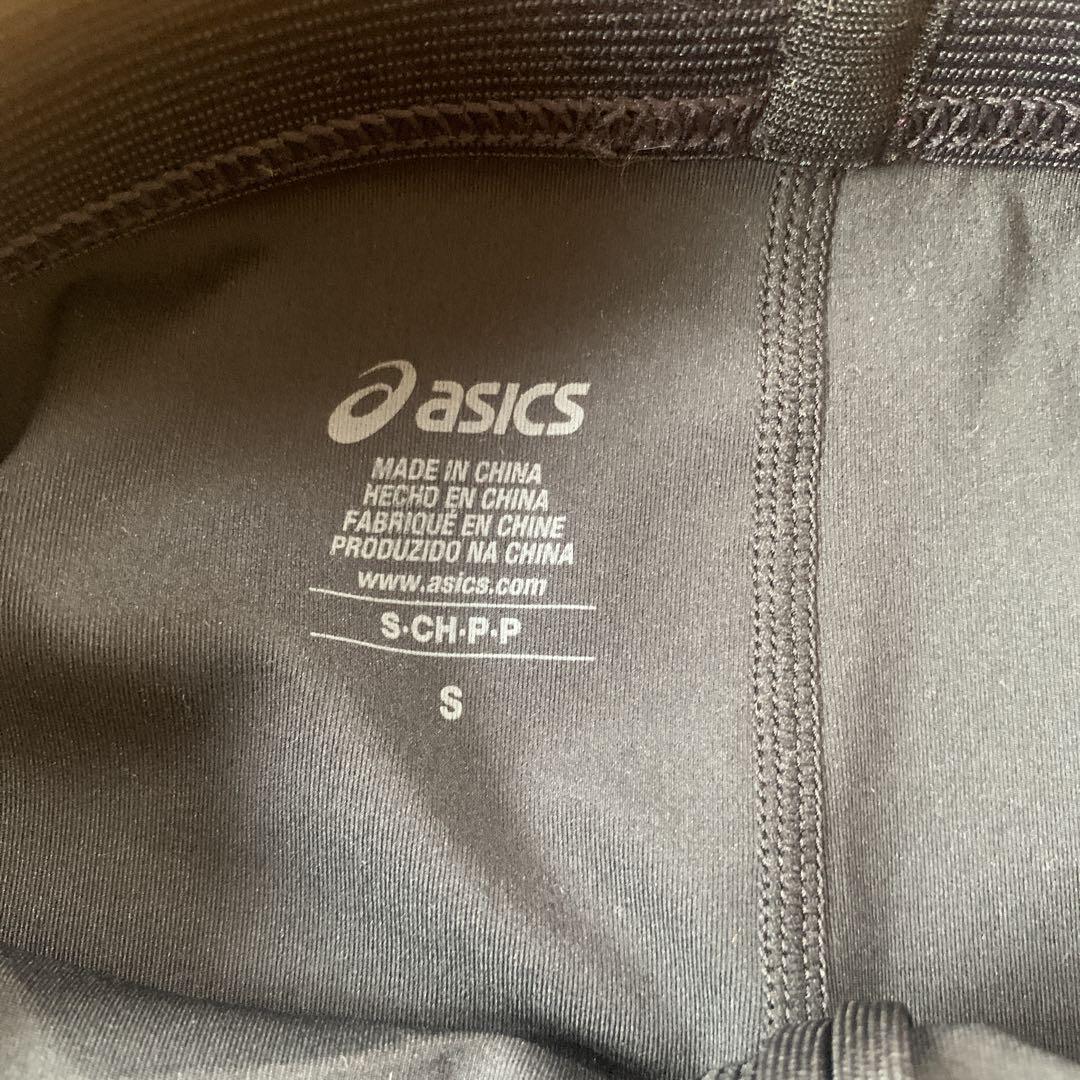 asics
MADE IN CHINA
HECHO EN CHINA
FABRIQUÉ EN CHINE
PRODUZIDO NA CHINA
www.asics.com
S·CH·P·P
S